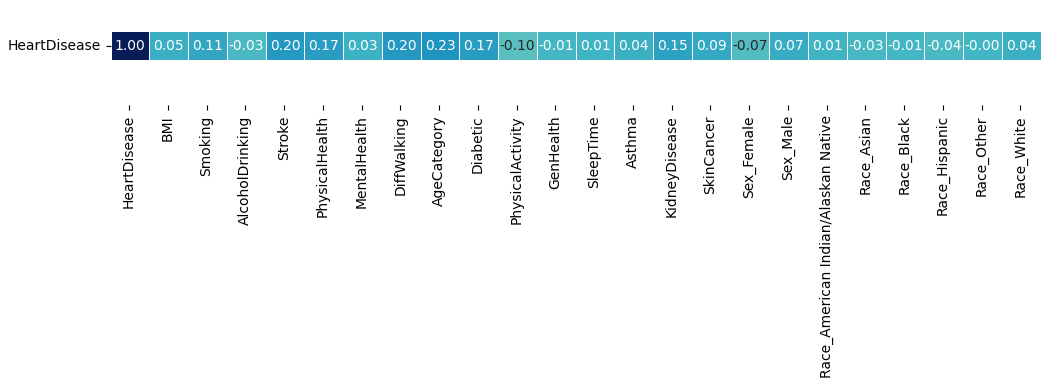 HeartDisease
1.00 0.05 0.11 -0.03 0.20 0.17 0.03 0.20 0.23 0.17 -0.10 -0.01 0.01 0.04 0.15 0.09 -0.07 0.07 0.01 -0.03 -0.01 -0.04 -0.00 0.04
HeartDisease
BMI
Smoking
AlcoholDrinking
Stroke
PhysicalHealth
MentalHealth
DiffWalking
AgeCategory
Diabetic
PhysicalActivity
GenHealth
SleepTime
Asthma
KidneyDisease
SkinCancer
Sex_Female
Sex_Male
Race_American Indian/Alaskan Native
Race_Asian
Race_Black
Race_Hispanic
Race_Other
Race_White